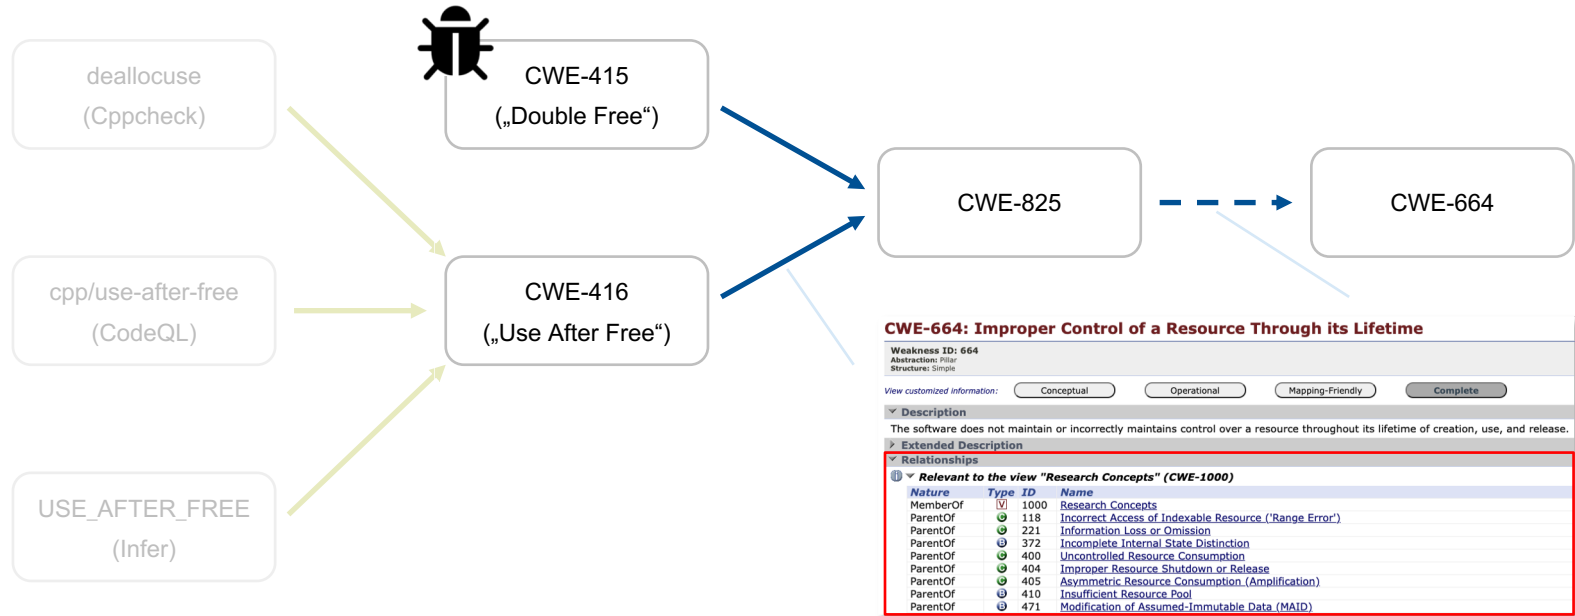 deallocuse
(Cppcheck)
CWE-415
(„Double Free“)
CWE-825
CWE-664
cpp/use-after-free
(CodeQL)
CWE-416
(„Use After Free“)
USE_AFTER_FREE
(Infer)
CWE-664: Improper Control of a Resource Through its Lifetime
Weakness ID: 664
Abstraction: Pillar
Structure: Simple
View customized information: Conceptual Operational Mapping-Friendly Complete
Description
The software does not maintain or incorrectly maintains control over a resource throughout its lifetime of creation, use, and release.
Extended Description
Relationships
Relevant to the view "Research Concepts" (CWE-1000)
Nature Type ID Name
MemberOf V 1000 Research Concepts
ParentOf C 118 Incorrect Access of Indexable Resource ('Range Error')
ParentOf C 221 Information Loss or Omission
ParentOf B 372 Incomplete Internal State Distinction
ParentOf C 400 Uncontrolled Resource Consumption
ParentOf C 404 Improper Resource Shutdown or Release
ParentOf C 405 Asymmetric Resource Consumption (Amplification)
ParentOf B 410 Insufficient Resource Pool
ParentOf B 471 Modification of Assumed-Immutable Data (MAID)